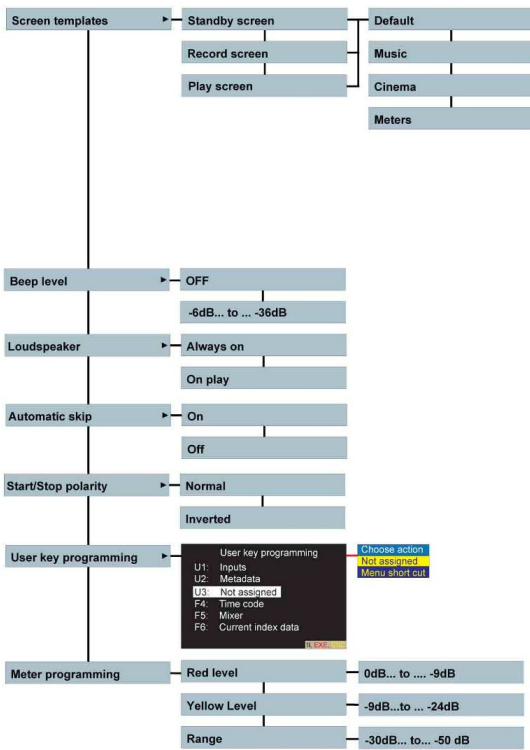 Screen templates
Standby screen
Default
Record screen
Music
Play screen
Cinema
Meters
Beep level
OFF
-6dB... to ... -36dB
Loudspeaker
Always on
On play
Automatic skip
On
Off
Start/Stop polarity
Normal
Inverted
User key programming
User key programming
U1: Inputs
U2: Metadata
U3: Not assigned
F4: Time code
F5: Mixer
F6: Current index data
EXE,
Choose action
Not assigned
Menu short cut
Meter programming
Red level
0dB... to .... -9dB
Yellow Level
-9dB...to ... -24dB
Range
-30dB... to... -50 dB